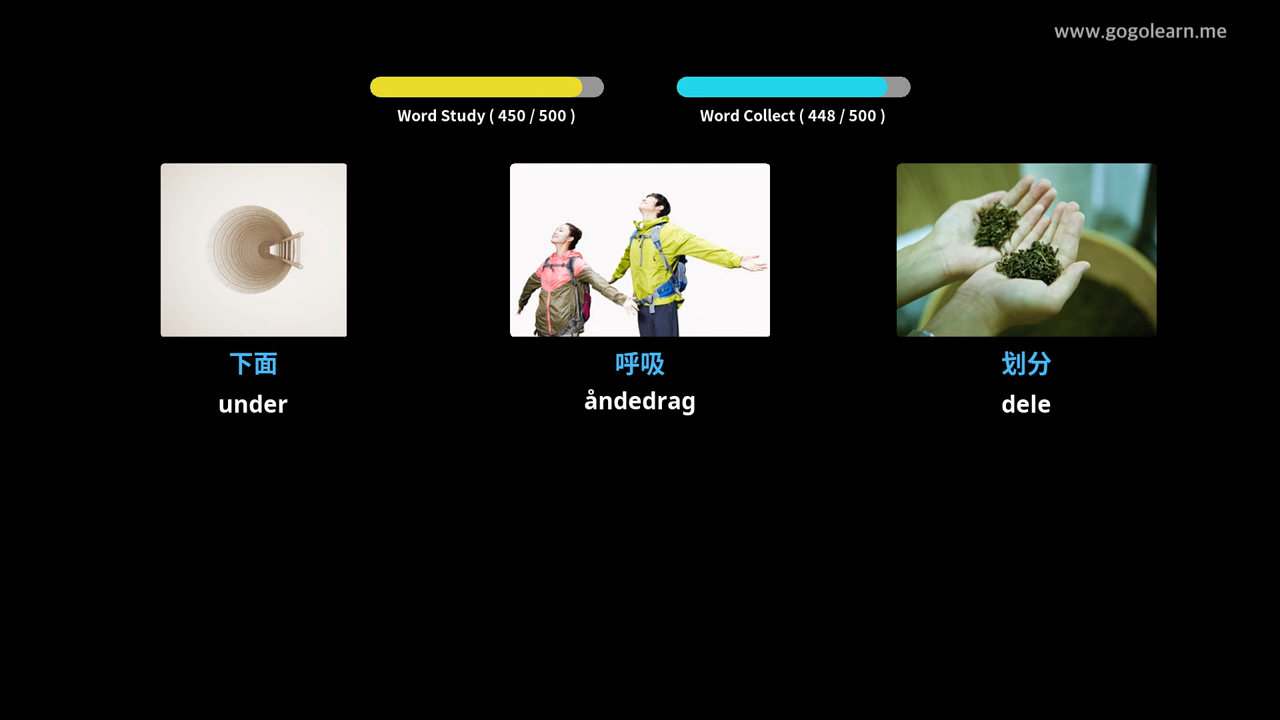 www.gogolearn.me
Word Study ( 450 / 500 )
Word Collect ( 448 / 500 )
下面
under
呼吸
åndedrag
划分
dele